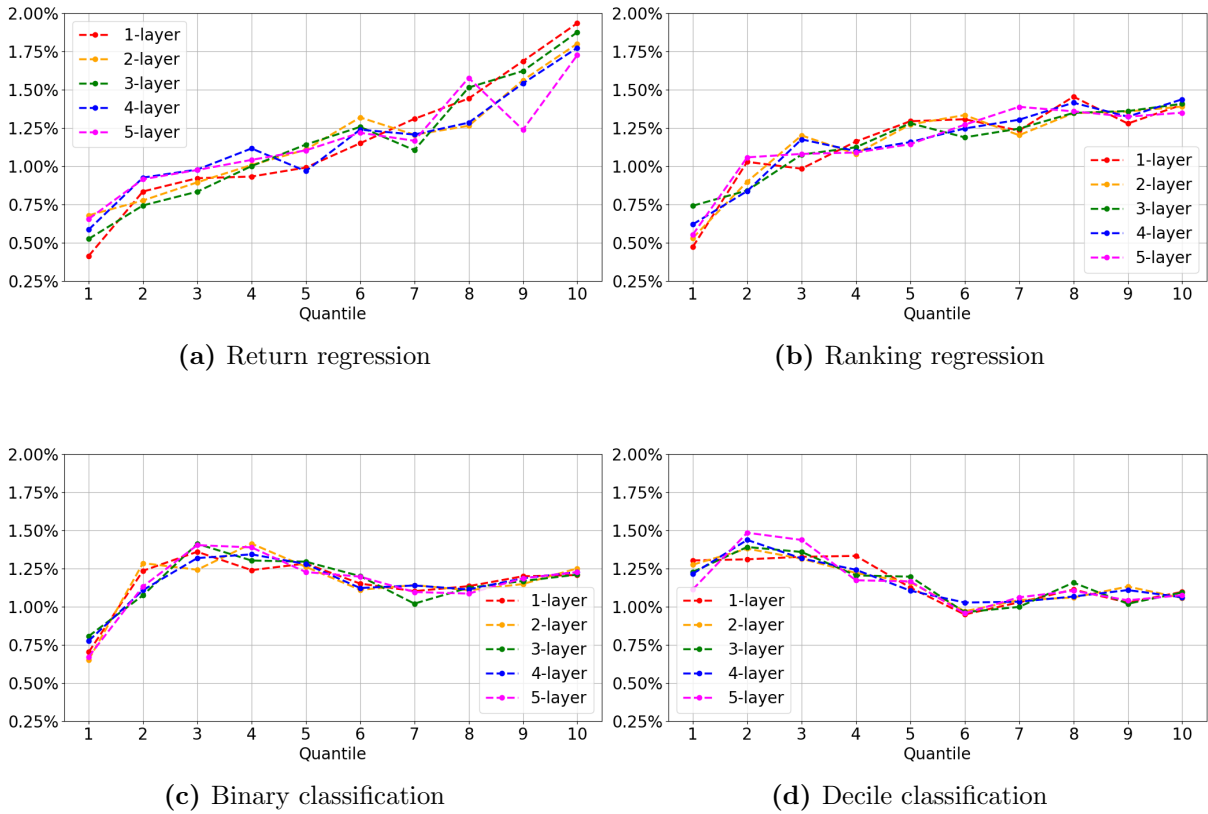 2.00%
1.75%
1.50%
1.25%
1.00%
0.75%
0.50%
0.25%
1-layer
2-layer
3-layer
4-layer
5-layer
1 2 3 4 5 6 7 8 9 10
Quantile
(a) Return regression
2.00%
1.75%
1.50%
1.25%
1.00%
0.75%
0.50%
0.25%
1-layer
2-layer
3-layer
4-layer
5-layer
1 2 3 4 5 6 7 8 9 10
Quantile
(b) Ranking regression
2.00%
1.75%
1.50%
1.25%
1.00%
0.75%
0.50%
0.25%
1-layer
2-layer
3-layer
4-layer
5-layer
1 2 3 4 5 6 7 8 9 10
Quantile
(c) Binary classification
2.00%
1.75%
1.50%
1.25%
1.00%
0.75%
0.50%
0.25%
1-layer
2-layer
3-layer
4-layer
5-layer
1 2 3 4 5 6 7 8 9 10
Quantile
(d) Decile classification